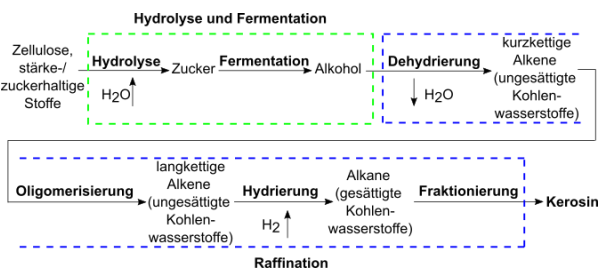 Hydrolyse und Fermentation
Zellulose,
stärke-/
zuckerhaltige
Stoffe
Hydrolyse
H2O
Zucker
Fermentation
Alkohol
Dehydrierung
H2O
kurzkettige
Alkene
(ungesättigte
Kohlen-
wasserstoffe)
Oligomerisierung
langkettige
Alkene
(ungesättigte
Kohlen-
wasserstoffe)
Hydrierung
H2
Alkane
(gesättigte
Kohlen-
wasserstoffe)
Fraktionierung
Kerosin
Raffination